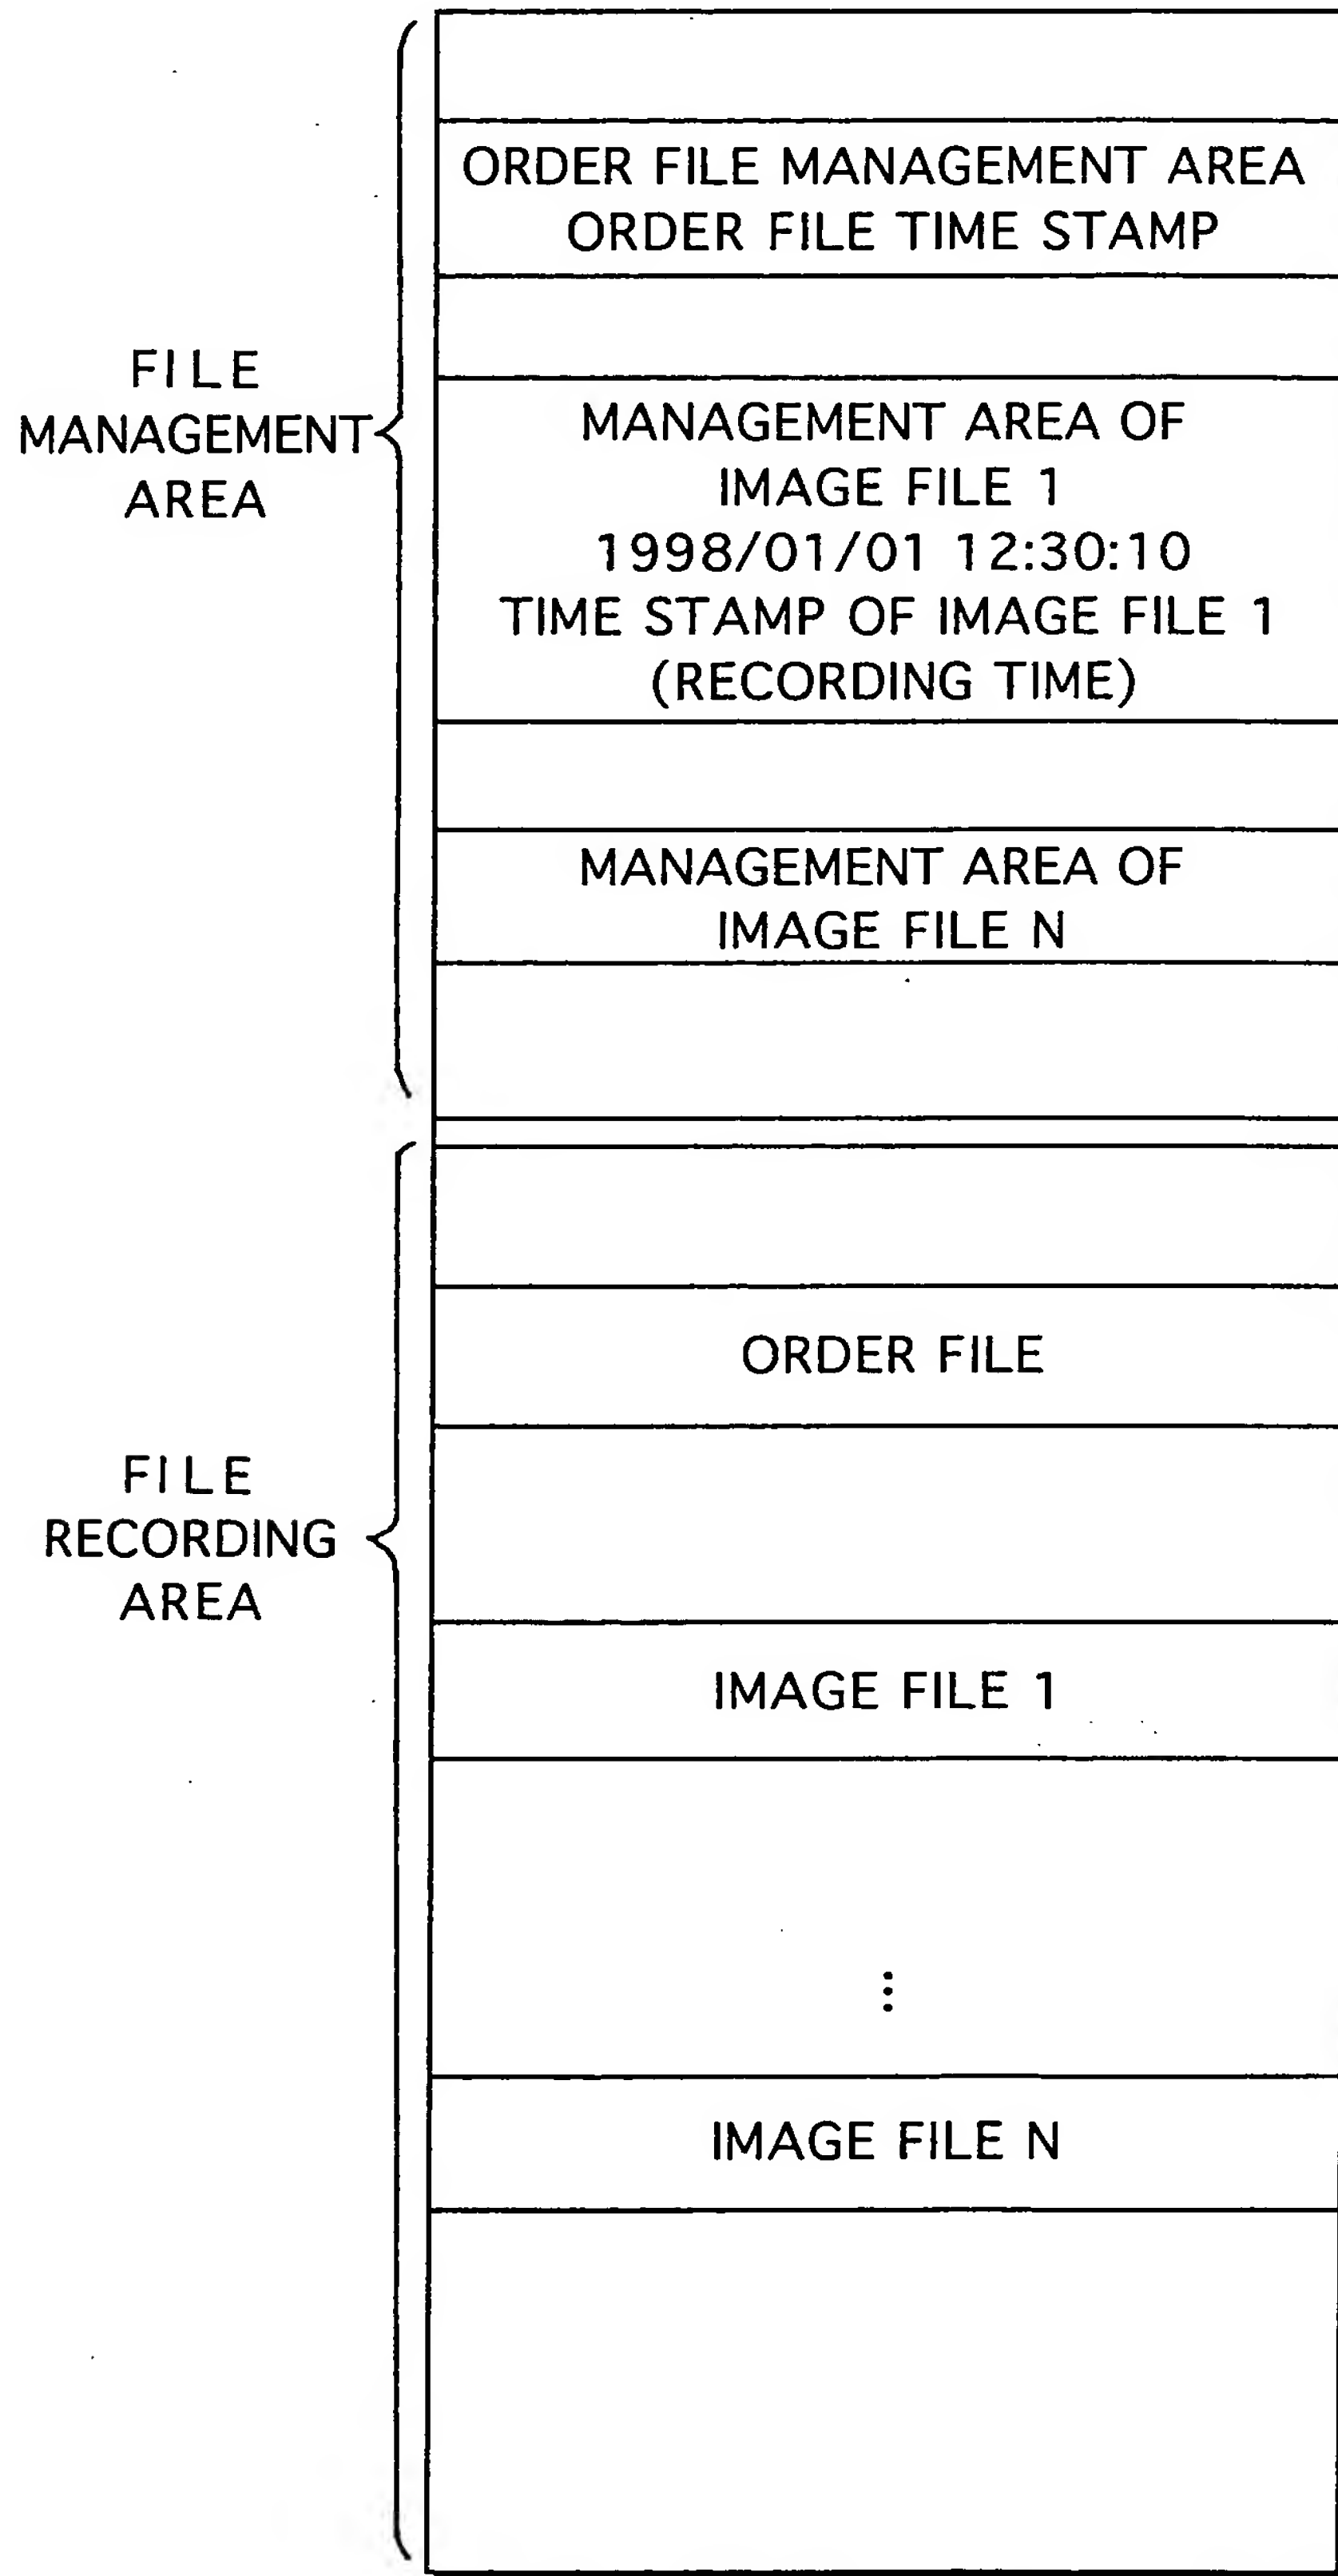 ORDER FILE MANAGEMENT AREA
ORDER FILE TIME STAMP
FILE
MANAGEMENT
AREA
MANAGEMENT AREA OF
IMAGE FILE 1
1998/01/01 12:30:10
TIME STAMP OF IMAGE FILE 1
(RECORDING TIME)
MANAGEMENT AREA OF
IMAGE FILE N
ORDER FILE
FILE
RECORDING
AREA
IMAGE FILE 1
⋮
IMAGE FILE N